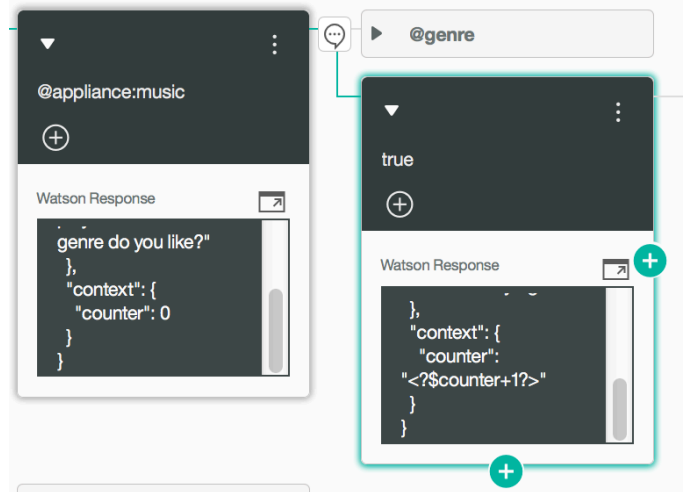 @genre
@appliance:music
Watson Response
genre do you like?"
},
"context": {
"counter": 0
}
}
true
Watson Response
},
"context": {
"counter":
"<?$counter+1?>"
}
}